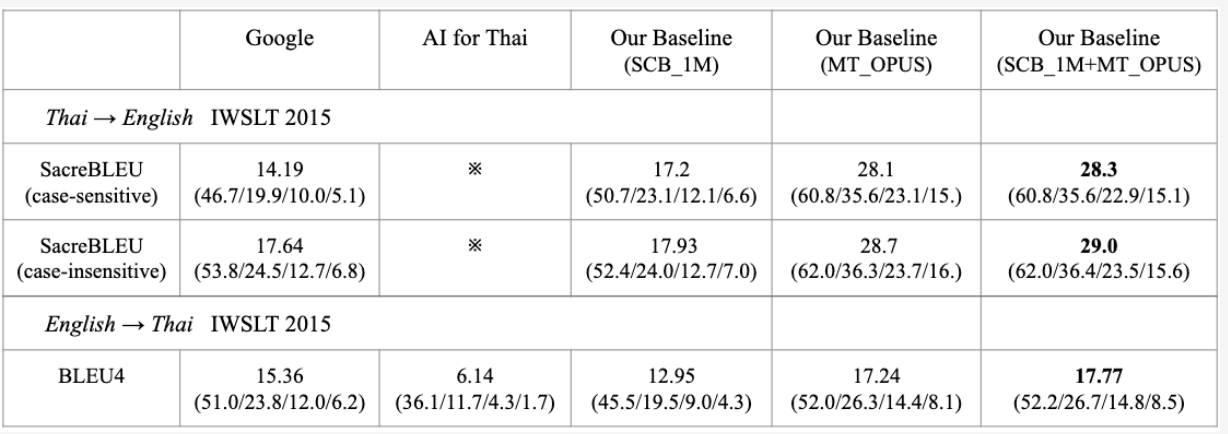 Google AI for Thai Our Baseline (SCB_1M) Our Baseline (MT_OPUS) Our Baseline (SCB_1M+MT_OPUS)
Thai → English IWSLT 2015
SacreBLEU (case-sensitive) 14.19 (46.7/19.9/10.0/5.1) ※ 17.2 (50.7/23.1/12.1/6.6) 28.1 (60.8/35.6/23.1/15.) 28.3 (60.8/35.6/22.9/15.1)
SacreBLEU (case-insensitive) 17.64 (53.8/24.5/12.7/6.8) ※ 17.93 (52.4/24.0/12.7/7.0) 28.7 (62.0/36.3/23.7/16.) 29.0 (62.0/36.4/23.5/15.6)
English → Thai IWSLT 2015
BLEU4 15.36 (51.0/23.8/12.0/6.2) 6.14 (36.1/11.7/4.3/1.7) 12.95 (45.5/19.5/9.0/4.3) 17.24 (52.0/26.3/14.4/8.1) 17.77 (52.2/26.7/14.8/8.5)